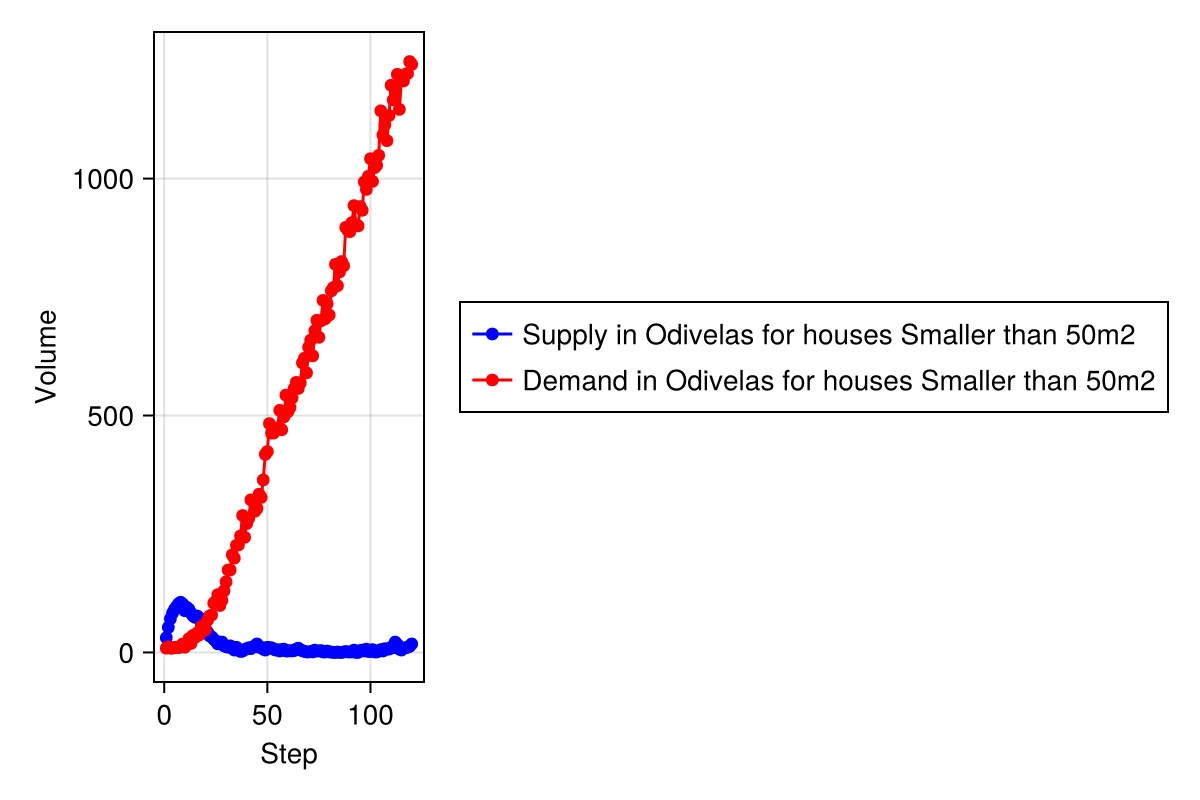 1000
500
0
Volume
0 50 100
Step
Supply in Odivelas for houses Smaller than 50m2
Demand in Odivelas for houses Smaller than 50m2